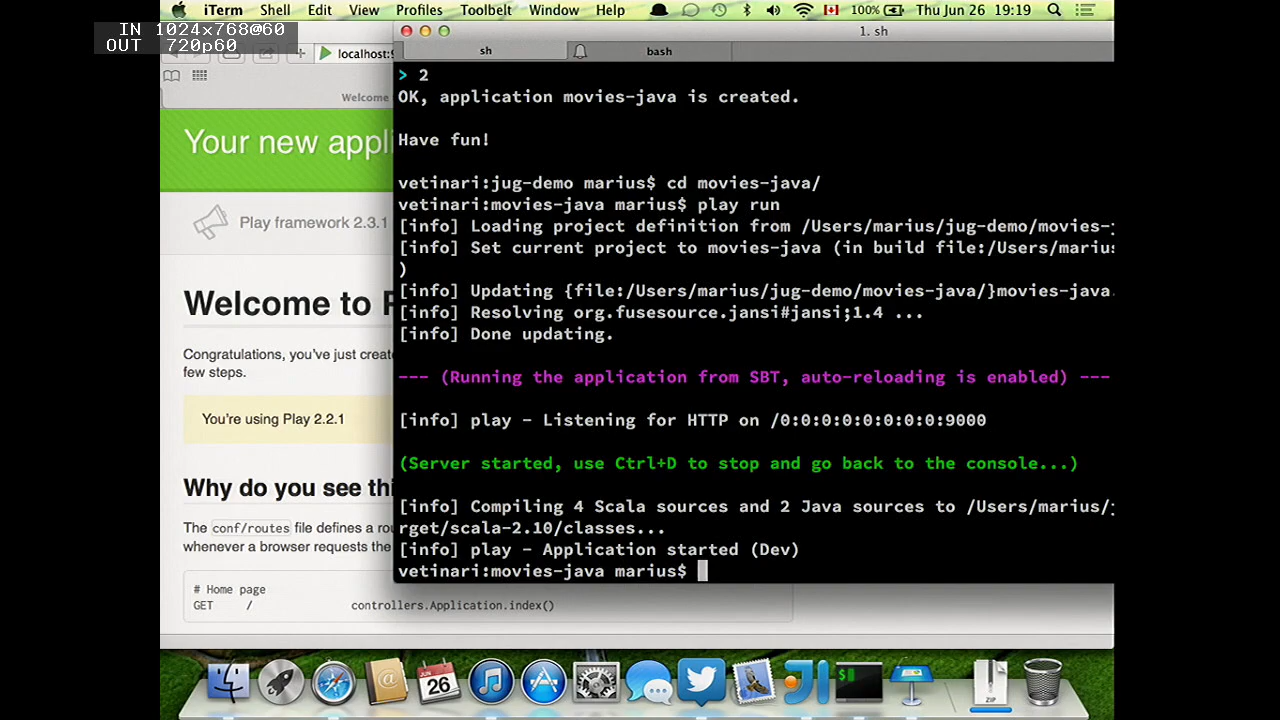 IN 1024×768@60
OUT 720p60
iTerm Shell Edit View Profiles Toolbelt Window Help 100% Thu Jun 26 19:19
1. sh
sh
bash
localhost:9
Welcome
Your new appli
Play framework 2.3.1
Welcome to P
Congratulations, you've just create
few steps.
You're using Play 2.2.1
Why do you see thi
The conf/routes file defines a rou
whenever a browser requests the
# Home page
GET / controllers.Application.index()
> 2
OK, application movies-java is created.
Have fun!
vetinari:jug-demo marius$ cd movies-java/
vetinari:movies-java marius$ play run
[info] Loading project definition from /Users/marius/jug-demo/movies-j
[info] Set current project to movies-java (in build file:/Users/marius
)
[info] Updating {file:/Users/marius/jug-demo/movies-java/}movies-java.
[info] Resolving org.fusesource.jansi#jansi;1.4 ...
[info] Done updating.
--- (Running the application from SBT, auto-reloading is enabled) ---
[info] play - Listening for HTTP on /0:0:0:0:0:0:0:0:9000
(Server started, use Ctrl+D to stop and go back to the console...)
[info] Compiling 4 Scala sources and 2 Java sources to /Users/marius/j
rget/scala-2.10/classes...
[info] play - Application started (Dev)
vetinari:movies-java marius$
JUN
26
ZIP